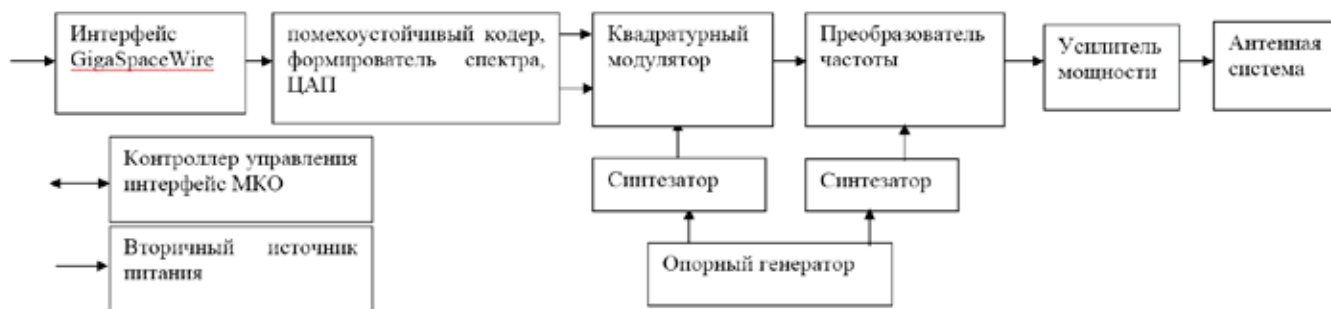 Интерфейс
GigaSpaceWire
помехоустойчивый кодер,
формирователь спектра,
ЦАП
Квадратурный
модулятор
Преобразователь
частоты
Усилитель
мощности
Антенная
система
Контроллер управления
интерфейс МКО
Синтезатор
Синтезатор
Вторичный источник
питания
Опорный генератор